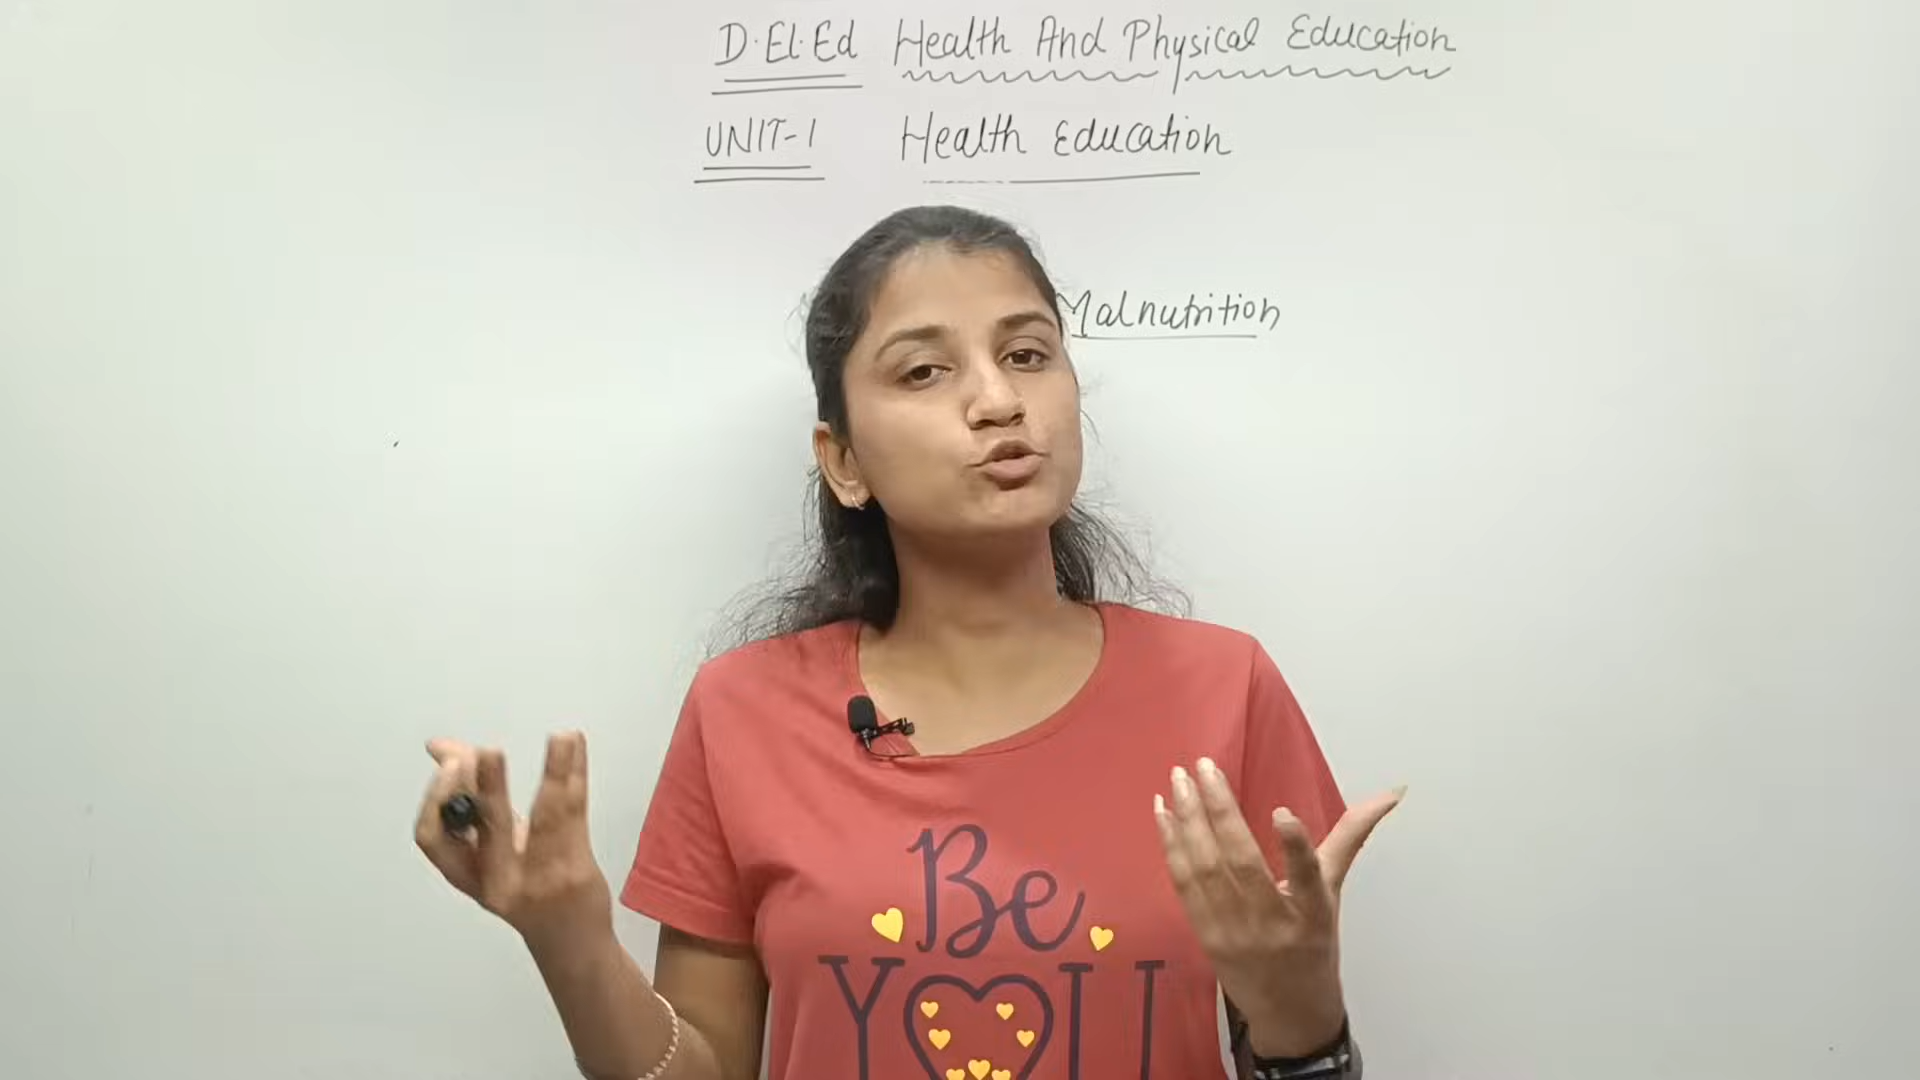 D.El.Ed Health And Physical Education
UNIT-1 Health Education
Malnutrition
Be
YOU